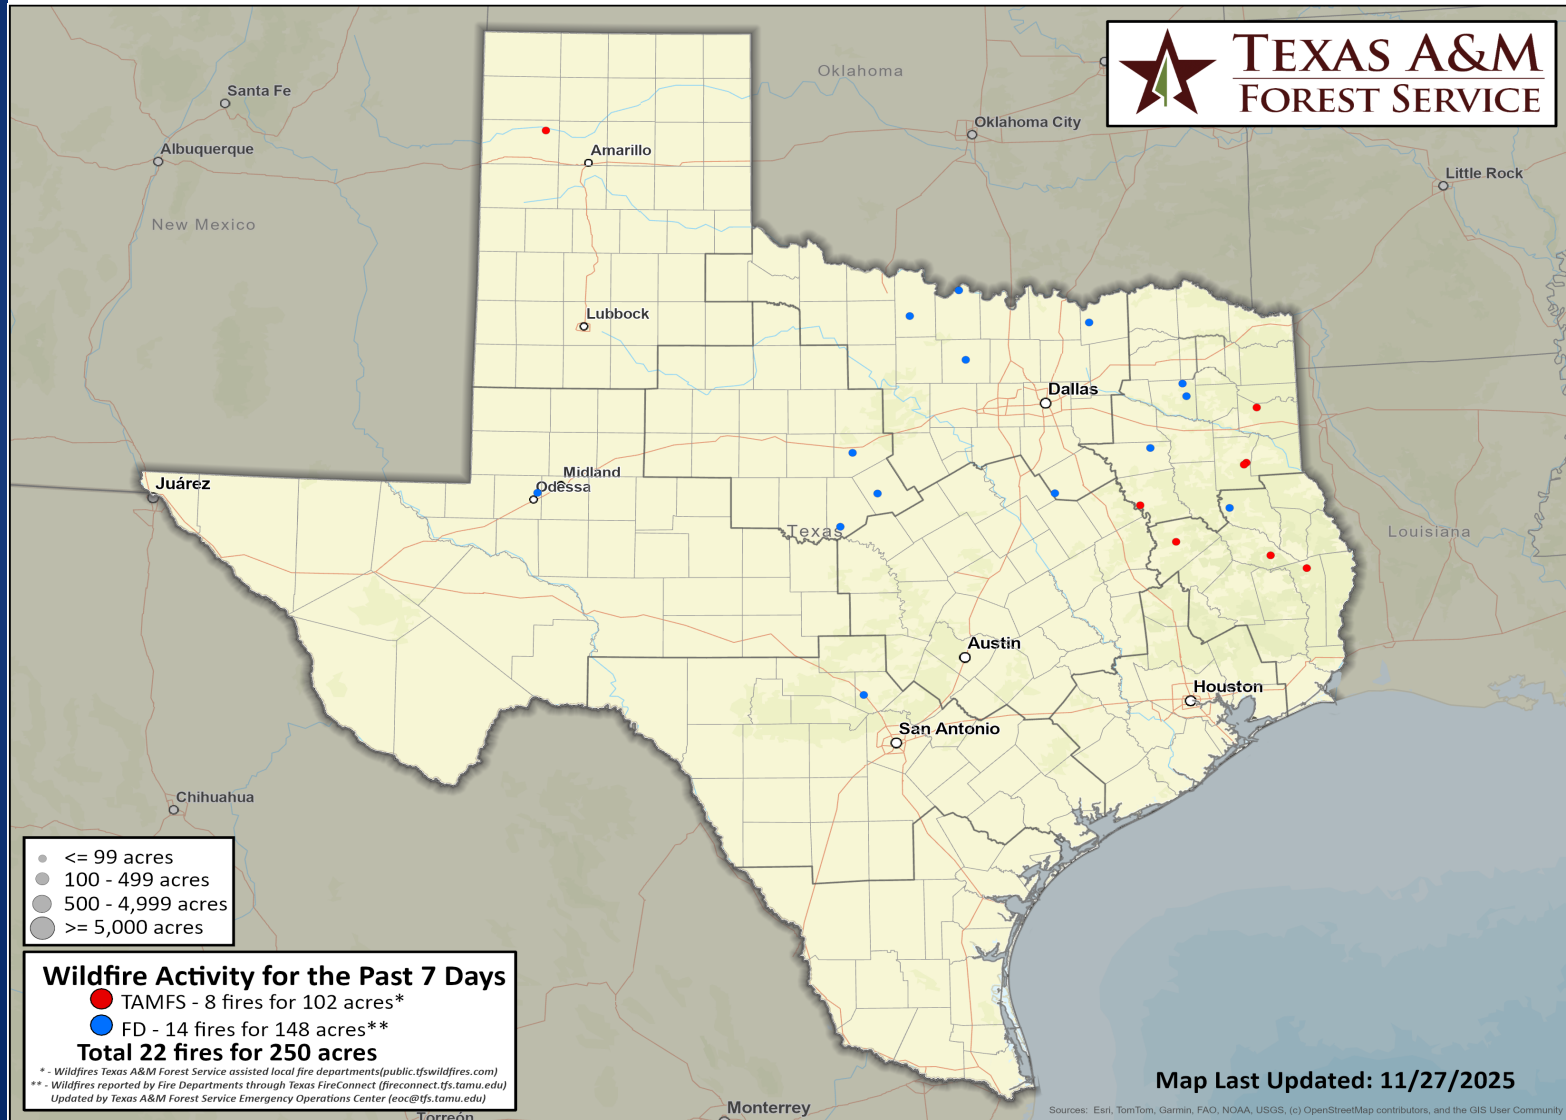 TEXAS A&M
FOREST SERVICE
Oklahoma
Santa Fe
Oklahoma City
Albuquerque
Amarillo
Little Rock
New Mexico
Lubbock
Dallas
Midland
Odessa
Juárez
Texas
Louisiana
Austin
Houston
San Antonio
Chihuahua
<= 99 acres
100 - 499 acres
500 - 4,999 acres
>= 5,000 acres
Wildfire Activity for the Past 7 Days
TAMFS - 8 fires for 102 acres*
FD - 14 fires for 148 acres**
Total 22 fires for 250 acres
* - Wildfires Texas A&M Forest Service assisted local fire departments(public.tfswildfires.com)
** - Wildfires reported by Fire Departments through Texas FireConnect (fireconnect.tfs.tamu.edu)
Updated by Texas A&M Forest Service Emergency Operations Center (eoc@tfs.tamu.edu)
Map Last Updated: 11/27/2025
Monterrey
Sources: Esri, TomTom, Garmin, FAO, NOAA, USGS, (c) OpenStreetMap contributors, and the GIS User Community
Torreón